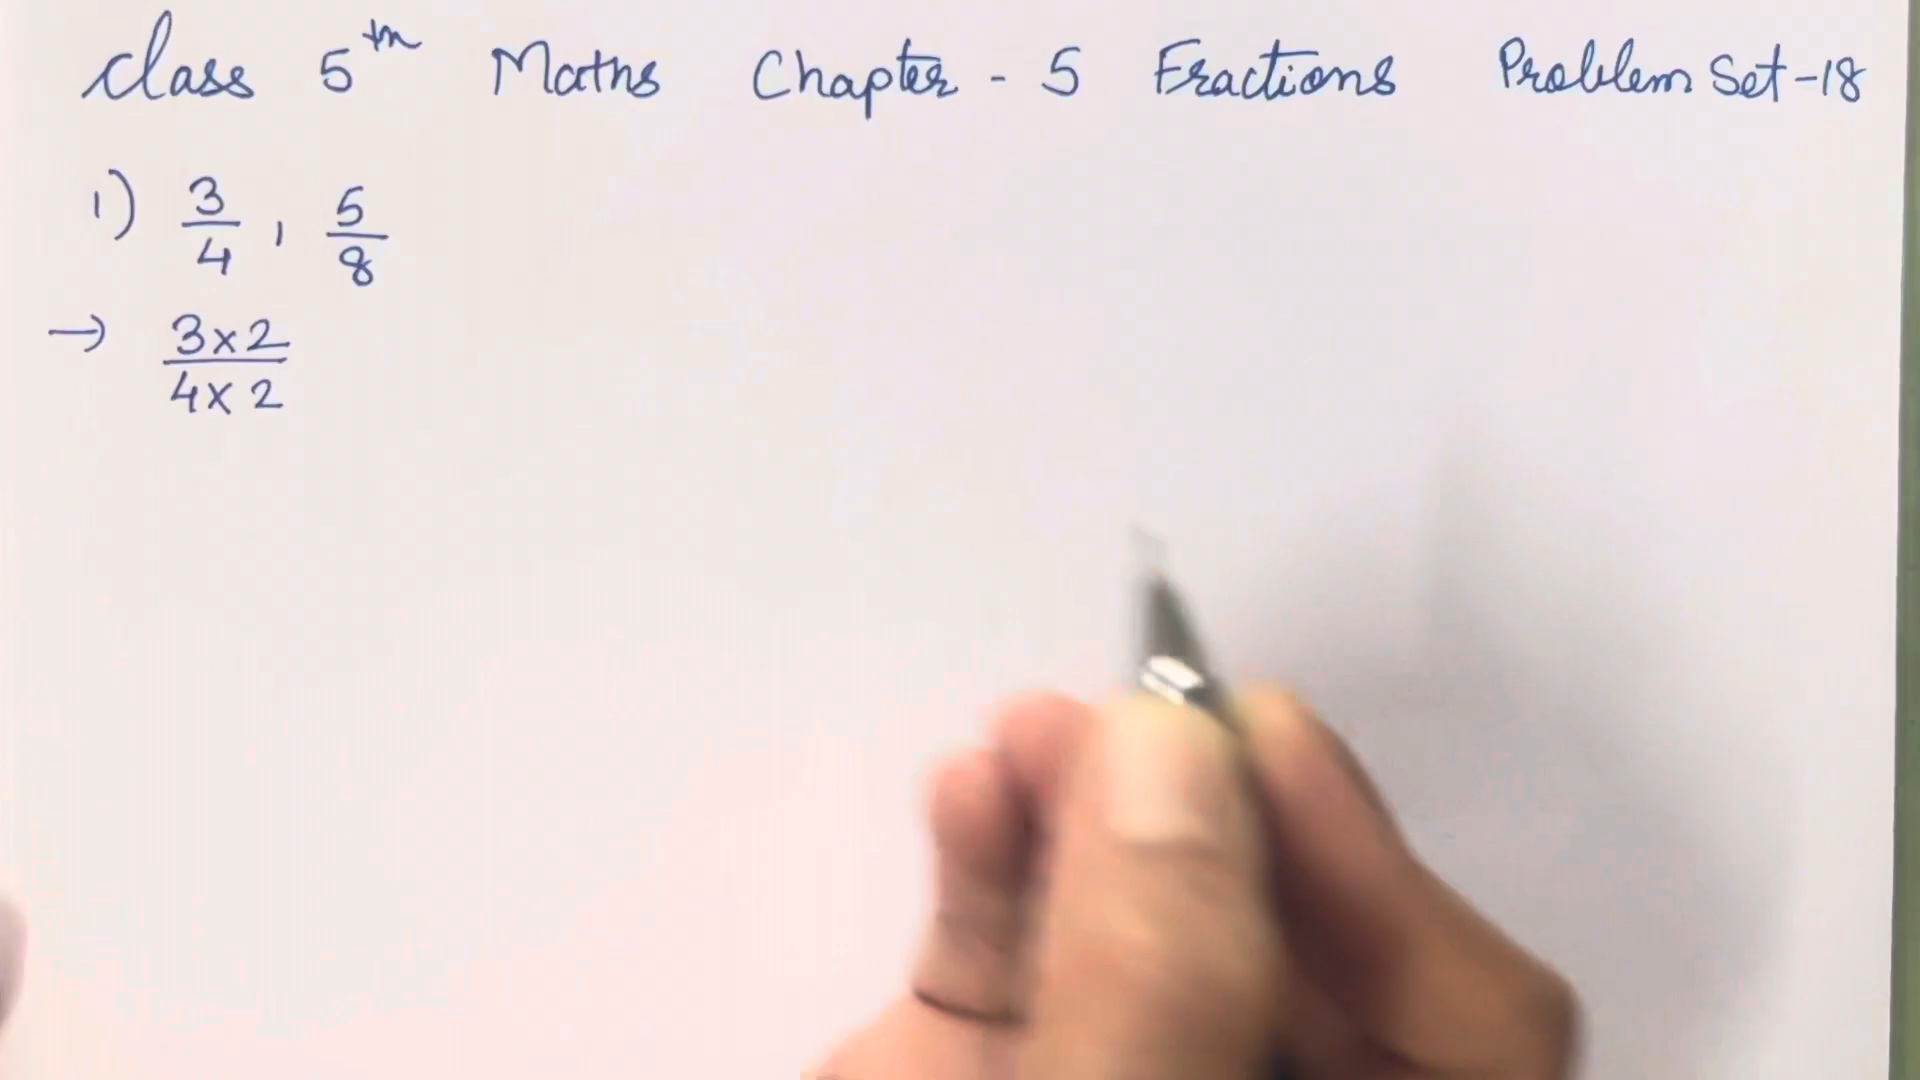 Class 5th Maths Chapter - 5 Fractions Problem Set -18
1) 3/4 , 5/8
→ 3x2/4x2